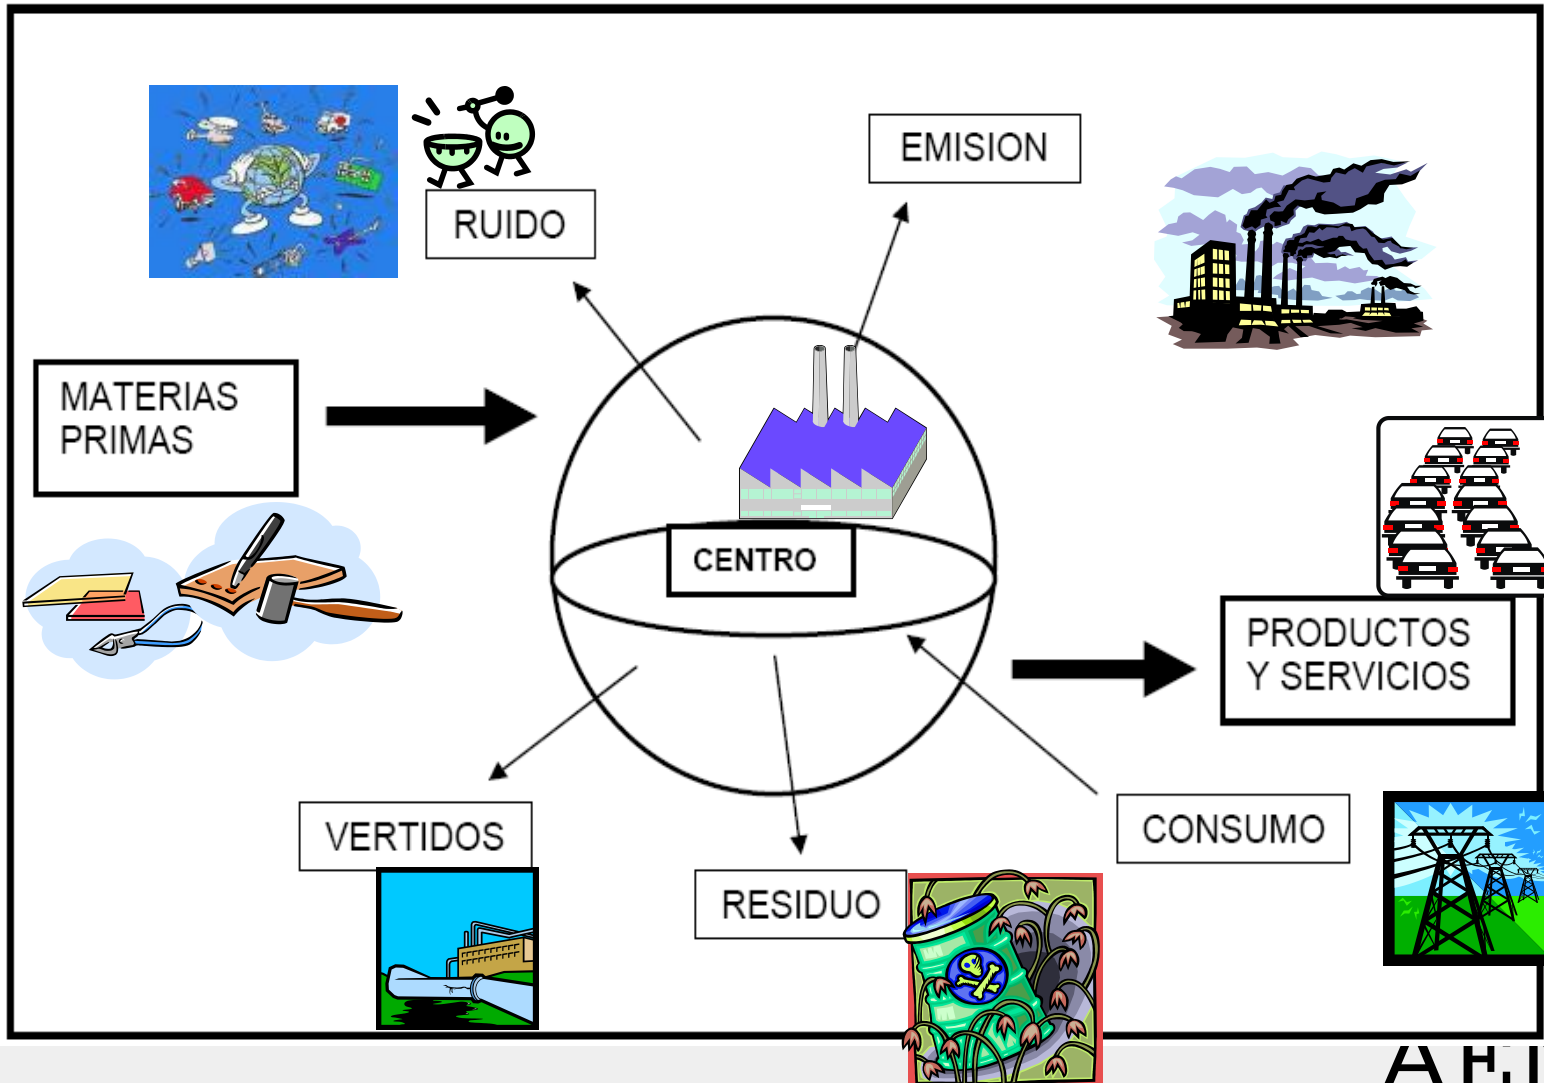 EMISION
RUIDO
MATERIAS
PRIMAS
CENTRO
PRODUCTOS
Y SERVICIOS
VERTIDOS
CONSUMO
RESIDUO